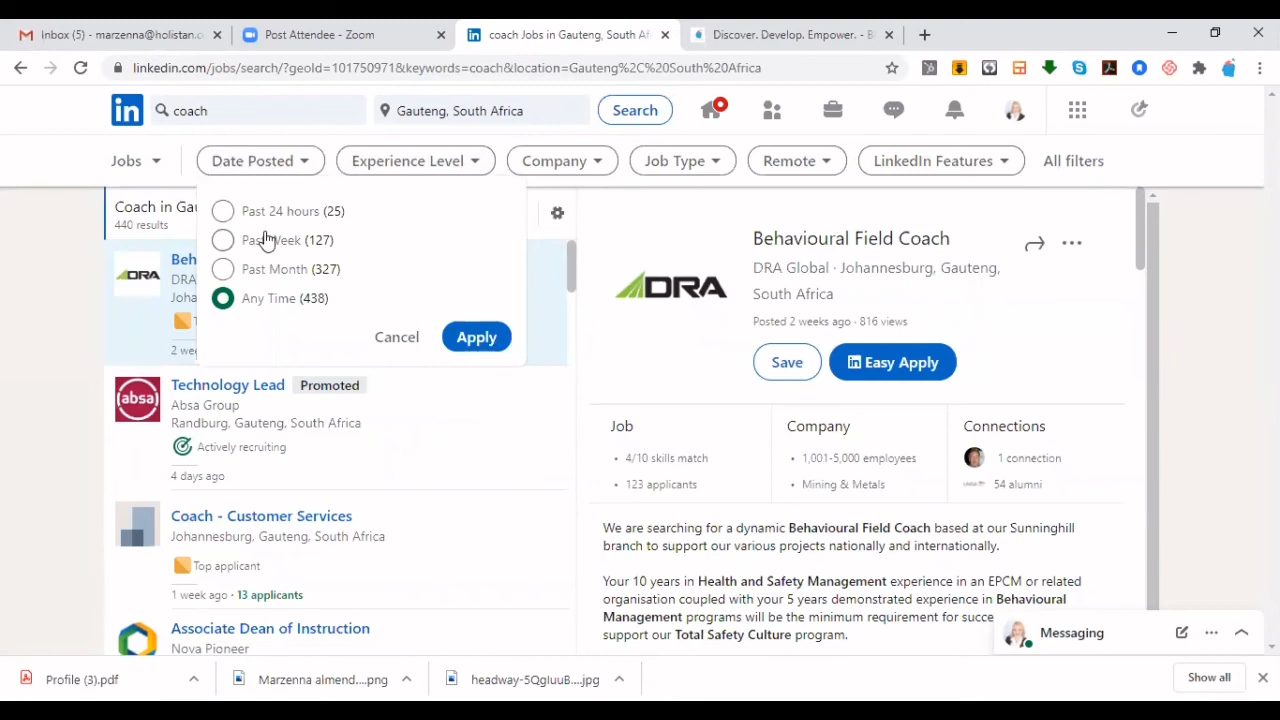 Inbox (5) - marzenna@holistan.c
Post Attendee - Zoom
coach Jobs in Gauteng, South Af
Discover. Develop. Empower. - B
linkedin.com/jobs/search/?geoId=101750971&keywords=coach&location=Gauteng%2C%20South%20Africa
in
coach
Gauteng, South Africa
Search
Jobs
Date Posted
Experience Level
Company
Job Type
Remote
LinkedIn Features
All filters
Past 24 hours (25)
Past Week (127)
Past Month (327)
Any Time (438)
Cancel
Apply
Coach in Gau
440 results
DRA
Beh
DRA
Joha
2 wee
absa
Technology Lead
Promoted
Absa Group
Randburg, Gauteng, South Africa
Actively recruiting
4 days ago
Coach - Customer Services
Johannesburg, Gauteng, South Africa
Top applicant
1 week ago · 13 applicants
Associate Dean of Instruction
Nova Pioneer
DRA
Behavioural Field Coach
DRA Global · Johannesburg, Gauteng,
South Africa
Posted 2 weeks ago · 816 views
Save
in Easy Apply
Job
• 4/10 skills match
• 123 applicants
Company
• 1,001-5,000 employees
• Mining & Metals
Connections
1 connection
54 alumni
We are searching for a dynamic Behavioural Field Coach based at our Sunninghill
branch to support our various projects nationally and internationally.
Your 10 years in Health and Safety Management experience in an EPCM or related
organisation coupled with your 5 years demonstrated experience in Behavioural
Management programs will be the minimum requirement for succe
support our Total Safety Culture program.
Messaging
Profile (3).pdf
Marzenna almend....png
headway-5QgIuuB....jpg
Show all